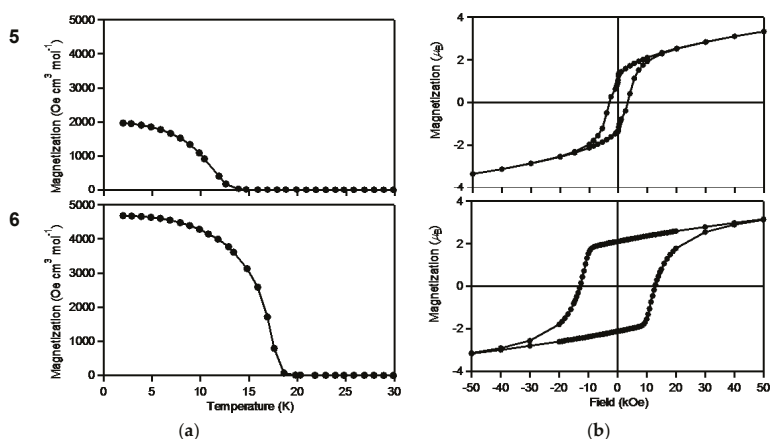 5
Magnetization (Oe cm³ mol⁻¹)
5000
4000
3000
2000
1000
0
Magnetization (μB)
4
2
0
-2
-4
6
Magnetization (Oe cm³ mol⁻¹)
5000
4000
3000
2000
1000
0
0 5 10 15 20 25 30
Temperature (K)
Magnetization (μB)
4
2
0
-2
-4
-50 -40 -30 -20 -10 0 10 20 30 40 50
Field (kOe)
(a) (b)